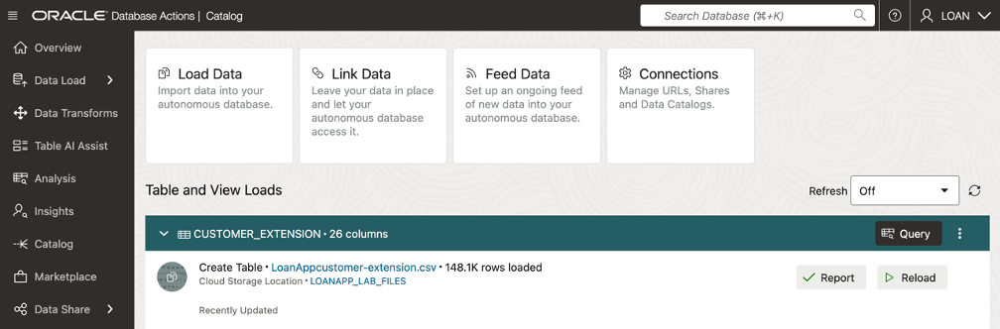 ORACLE Database Actions | Catalog
Search Database (⌘+K)
LOAN
Overview
Data Load
Data Transforms
Table AI Assist
Analysis
Insights
Catalog
Marketplace
Data Share
Load Data
Import data into your
autonomous database.
Link Data
Leave your data in place
and let your
autonomous database
access it.
Feed Data
Set up an ongoing feed
of new data into your
autonomous database.
Connections
Manage URLs, Shares
and Data Catalogs.
Table and View Loads
Refresh Off
CUSTOMER_EXTENSION • 26 columns
Query
Create Table • LoanAppcustomer-extension.csv • 148.1K rows loaded
Cloud Storage Location • LOANAPP_LAB_FILES
Report
Reload
Recently Updated